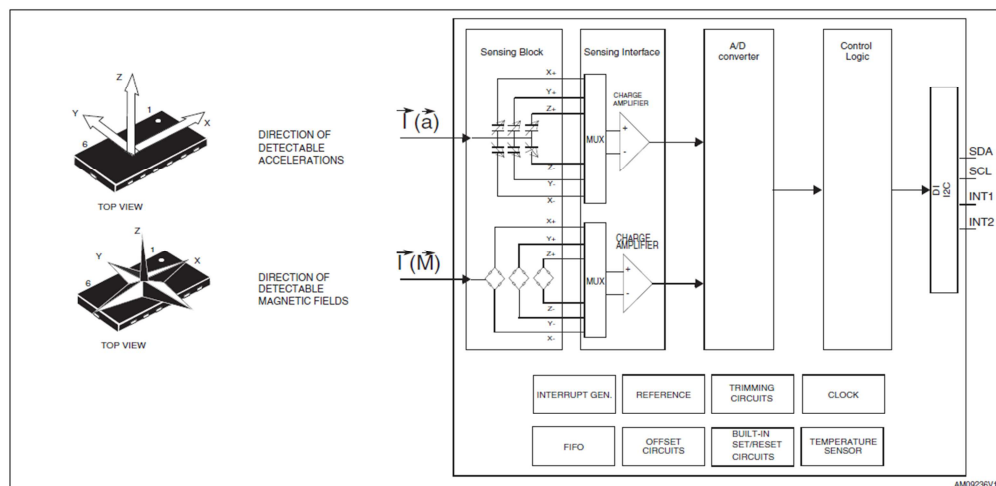 Sensing Block
Sensing Interface
A/D
converter
Control
Logic
Z
Y
1
X
6
TOP VIEW
DIRECTION OF
DETECTABLE
ACCELERATIONS
I (a)
X+
Y+
Z+
Z-
Y-
X-
MUX
CHARGE
AMPLIFIER
+
-
DI
I2C
SDA
SCL
INT1
INT2
Z
Y
1
X
6
TOP VIEW
DIRECTION OF
DETECTABLE
MAGNETIC FIELDS
I (M)
X+
Y+
Z+
Z-
Y-
X-
MUX
CHARGE
AMPLIFIER
+
-
INTERRUPT GEN.
REFERENCE
TRIMMING
CIRCUITS
CLOCK
FIFO
OFFSET
CIRCUITS
BUILT-IN
SET/RESET
CIRCUITS
TEMPERATURE
SENSOR
AM09236V1